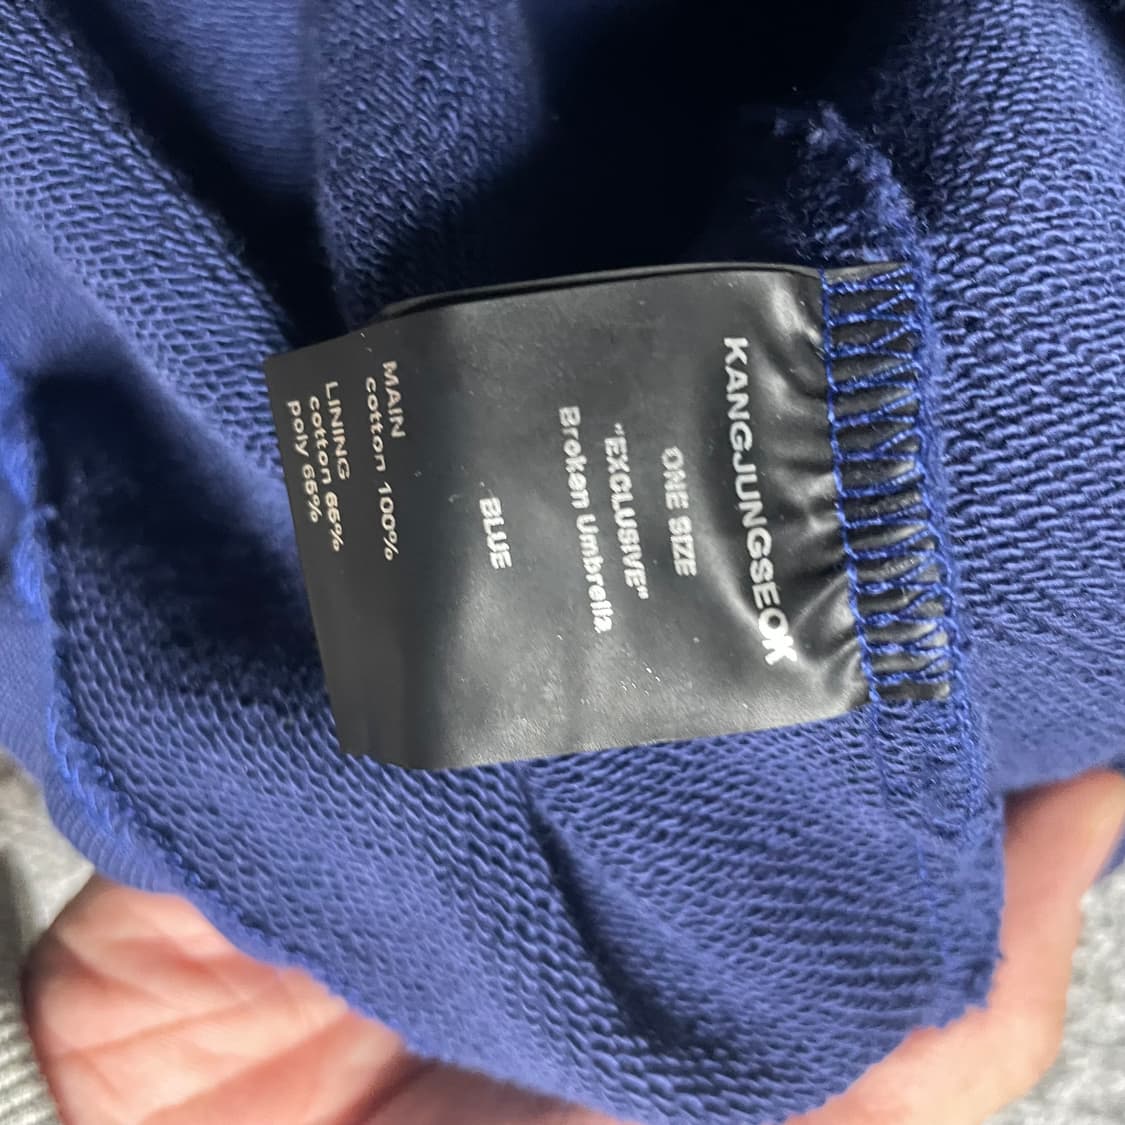 KANGJUNGSEOK
ONE SIZE
"EXCLUSIVE"
Broken Umbrella
BLUE
MAIN
cotton 100%
LINING
cotton 65%
poly 65%